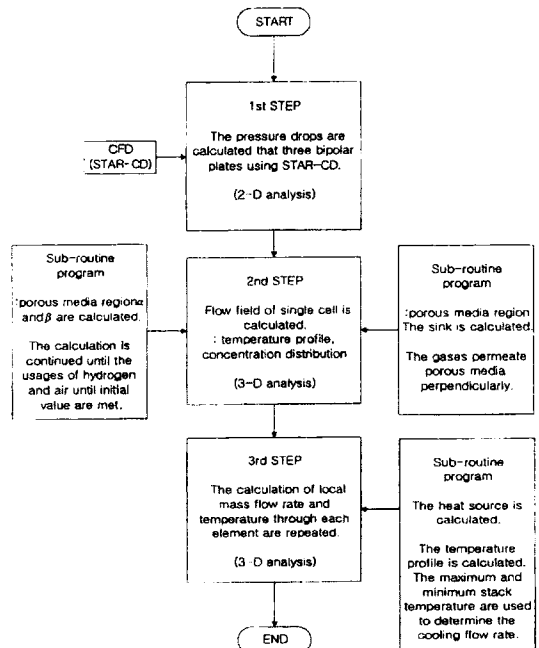 START
1st STEP
The pressure drops are
calculated that three bipolar
plates using STAR-CD.
(2-D analysis)
CFD
(STAR-CD)
Sub-routine
program
:porous media regionα
andβ are calculated.
The calculation is
continued until the
usages of hydrogen
and air until initial
value are met.
2nd STEP
Flow field of single cell is
calculated.
: temperature profile,
concentration distribution
(3-D analysis)
Sub-routine
program
:porous media region
The sink is calculated.
The gases permeate
porous media
perpendicularly.
3rd STEP
The calculation of local
mass flow rate and
temperature through each
element are repeated.
(3-D analysis)
Sub-routine
program
The heat source is
calculated.
The temperature
profile is calculated.
The maximum and
minimum stack
temperature are used
to determine the
cooling flow rate.
END